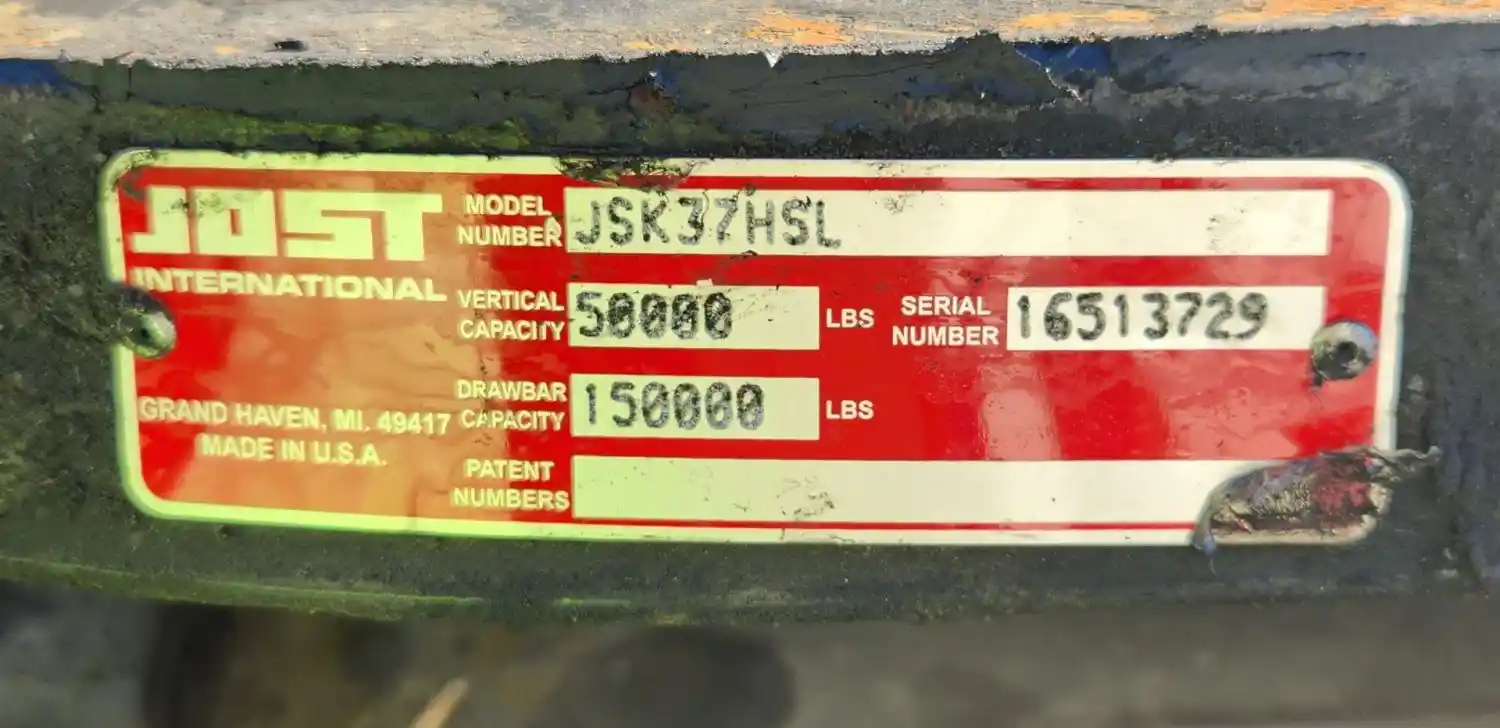 JOST
INTERNATIONAL
MODEL NUMBER JSK37HSL
VERTICAL CAPACITY 50000 LBS
SERIAL NUMBER 16513729
DRAWBAR CAPACITY 150000 LBS
GRAND HAVEN, MI. 49417
MADE IN U.S.A.
PATENT NUMBERS